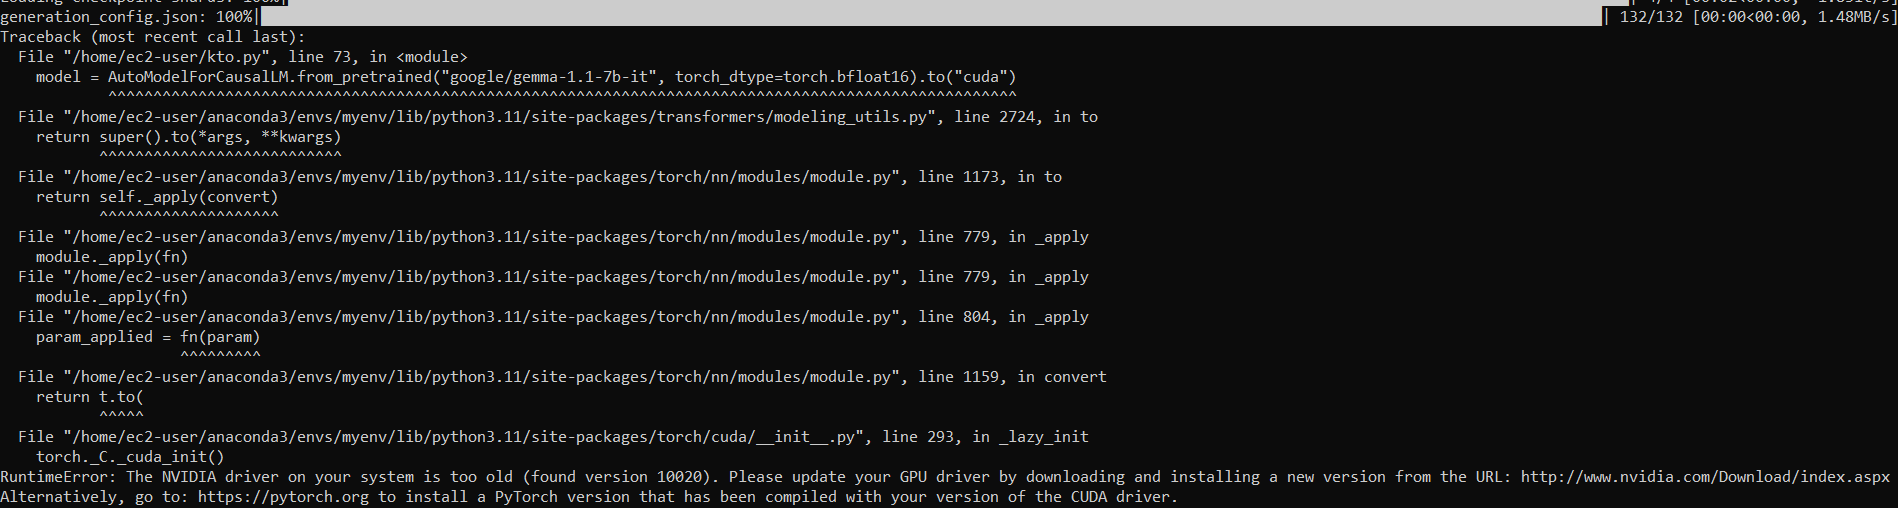 generation_config.json: 100%| | 132/132 [00:00<00:00, 1.48MB/s]
Traceback (most recent call last):
  File "/home/ec2-user/kto.py", line 73, in <module>
    model = AutoModelForCausalLM.from_pretrained("google/gemma-1.1-7b-it", torch_dtype=torch.bfloat16).to("cuda")
            ^^^^^^^^^^^^^^^^^^^^^^^^^^^^^^^^^^^^^^^^^^^^^^^^^^^^^^^^^^^^^^^^^^^^^^^^^^^^^^^^^^^^^^^^^^^^^^^^^^^^^
  File "/home/ec2-user/anaconda3/envs/myenv/lib/python3.11/site-packages/transformers/modeling_utils.py", line 2724, in to
    return super().to(*args, **kwargs)
           ^^^^^^^^^^^^^^^^^^^^^^^^^^^
  File "/home/ec2-user/anaconda3/envs/myenv/lib/python3.11/site-packages/torch/nn/modules/module.py", line 1173, in to
    return self._apply(convert)
           ^^^^^^^^^^^^^^^^^^^^
  File "/home/ec2-user/anaconda3/envs/myenv/lib/python3.11/site-packages/torch/nn/modules/module.py", line 779, in _apply
    module._apply(fn)
  File "/home/ec2-user/anaconda3/envs/myenv/lib/python3.11/site-packages/torch/nn/modules/module.py", line 779, in _apply
    module._apply(fn)
  File "/home/ec2-user/anaconda3/envs/myenv/lib/python3.11/site-packages/torch/nn/modules/module.py", line 804, in _apply
    param_applied = fn(param)
                    ^^^^^^^^^
  File "/home/ec2-user/anaconda3/envs/myenv/lib/python3.11/site-packages/torch/nn/modules/module.py", line 1159, in convert
    return t.to(
           ^^^^^
  File "/home/ec2-user/anaconda3/envs/myenv/lib/python3.11/site-packages/torch/cuda/__init__.py", line 293, in _lazy_init
    torch._C._cuda_init()
RuntimeError: The NVIDIA driver on your system is too old (found version 10020). Please update your GPU driver by downloading and installing a new version from the URL: http://www.nvidia.com/Download/index.aspx
Alternatively, go to: https://pytorch.org to install a PyTorch version that has been compiled with your version of the CUDA driver.